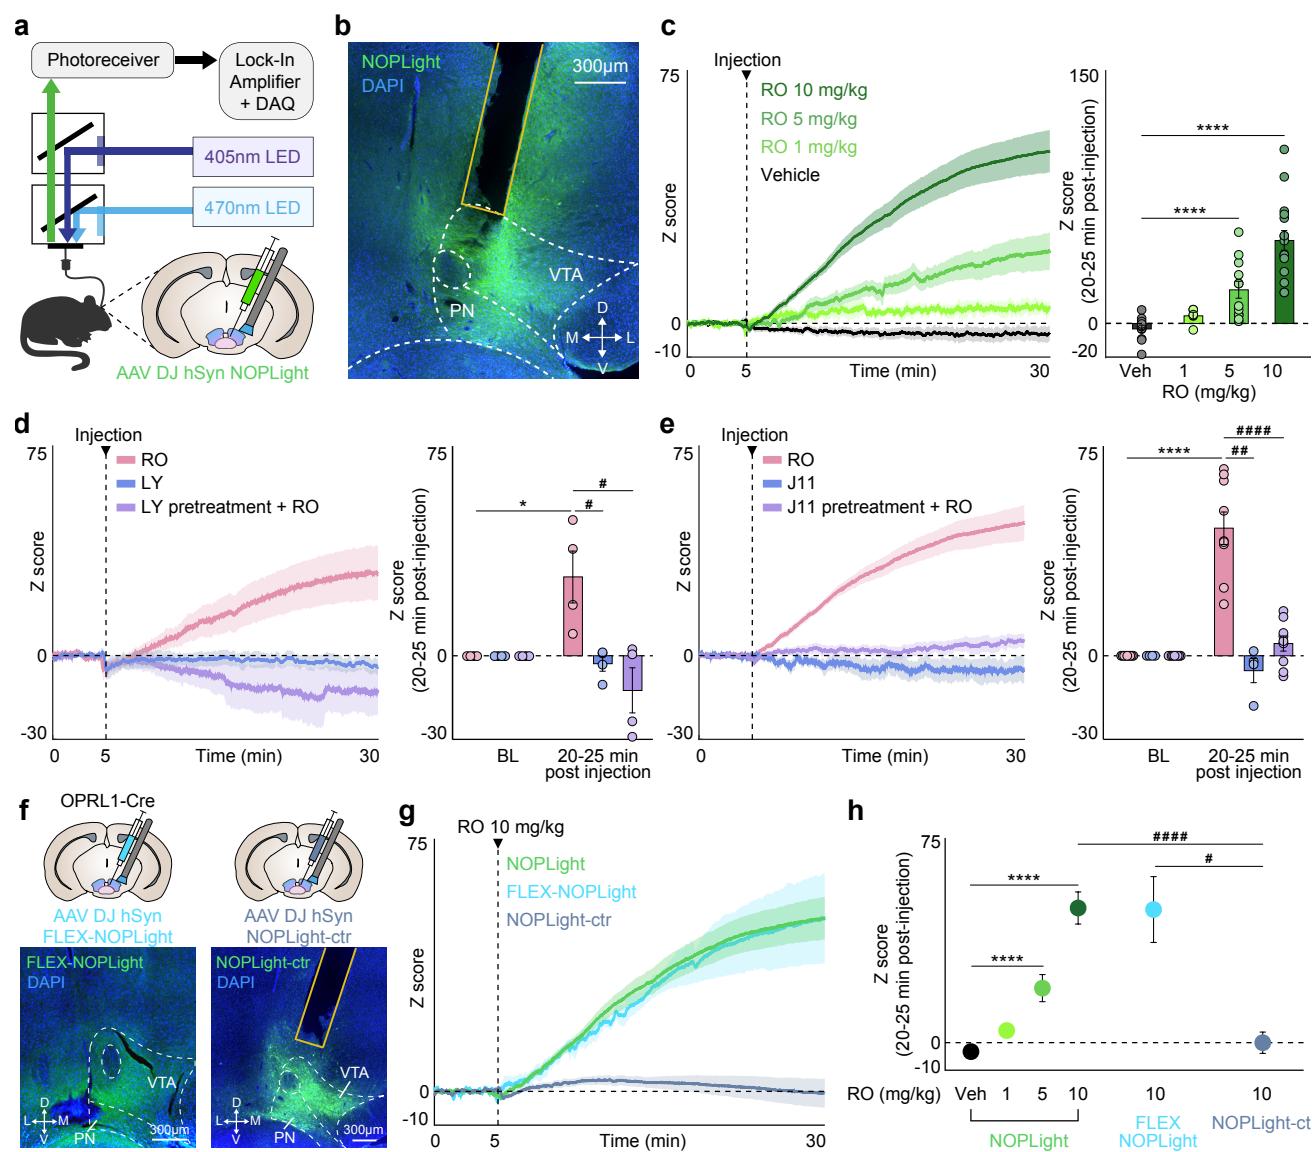 a
Photoreceiver
Lock-In
Amplifier
+ DAQ
405nm LED
470nm LED
AAV DJ hSyn NOPLight
b
NOPLight
DAPI
300µm
VTA
PN
D
M
L
V
c
Injection
75
0
-10
Z score
RO 10 mg/kg
RO 5 mg/kg
RO 1 mg/kg
Vehicle
0
5
Time (min)
30
150
0
-20
Z score
(20-25 min post-injection)
****
****
Veh
1
5
10
RO (mg/kg)
d
Injection
75
0
-30
Z score
RO
LY
LY pretreatment + RO
0
5
Time (min)
30
75
0
-30
Z score
(20-25 min post-injection)
#
*
#
BL
20-25 min
post injection
e
Injection
75
0
-30
Z score
RO
J11
J11 pretreatment + RO
0
5
Time (min)
30
75
0
-30
Z score
(20-25 min post-injection)
####
****
##
BL
20-25 min
post injection
f
OPRL1-Cre
AAV DJ hSyn
FLEX-NOPLight
AAV DJ hSyn
NOPLight-ctr
FLEX-NOPLight
DAPI
VTA
D
L
M
V
PN
300µm
NOPLight-ctr
DAPI
VTA
D
L
M
V
PN
300µm
g
RO 10 mg/kg
75
0
-10
Z score
NOPLight
FLEX-NOPLight
NOPLight-ctr
0
5
Time (min)
30
h
75
0
-10
Z score
(20-25 min post-injection)
####
#
****
****
RO (mg/kg)
Veh
1
5
10
10
10
NOPLight
FLEX
NOPLight
NOPLight-ct